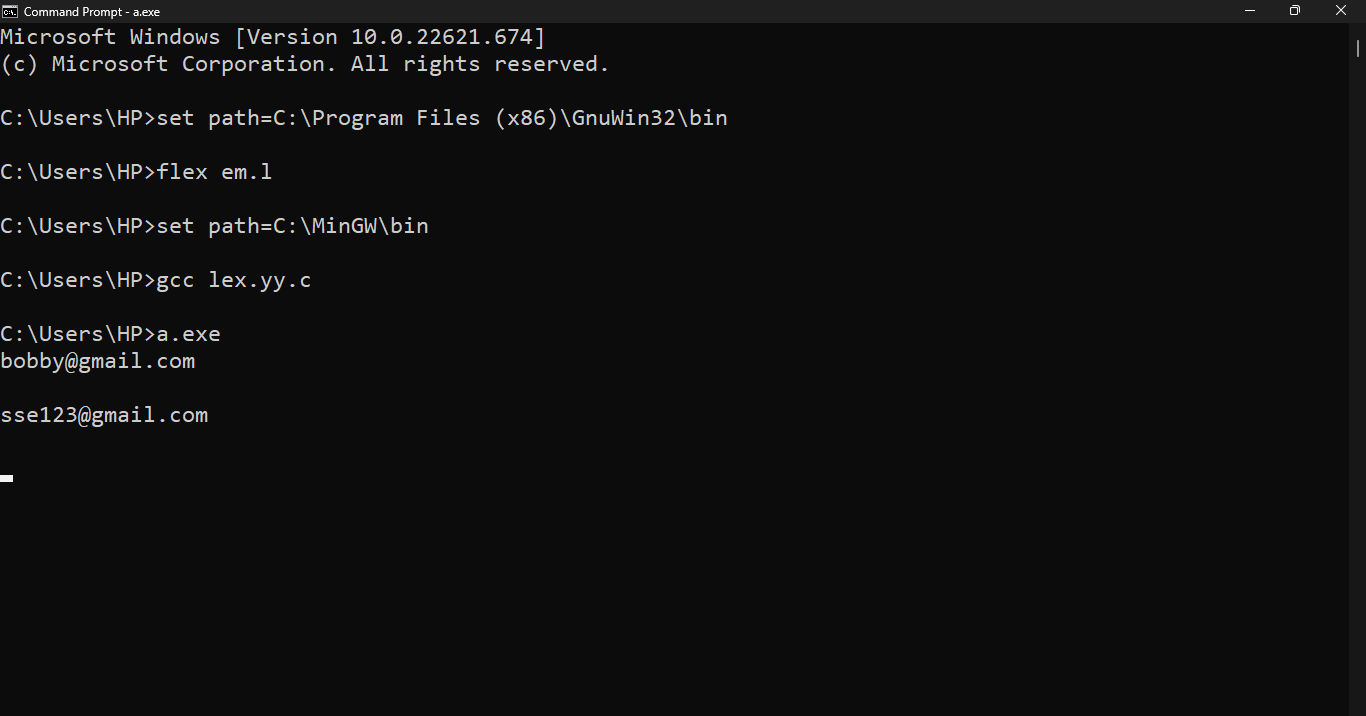 Command Prompt - a.exe
Microsoft Windows [Version 10.0.22621.674]
(c) Microsoft Corporation. All rights reserved.
C:\Users\HP>set path=C:\Program Files (x86)\GnuWin32\bin
C:\Users\HP>flex em.l
C:\Users\HP>set path=C:\MinGW\bin
C:\Users\HP>gcc lex.yy.c
C:\Users\HP>a.exe
bobby@gmail.com
sse123@gmail.com